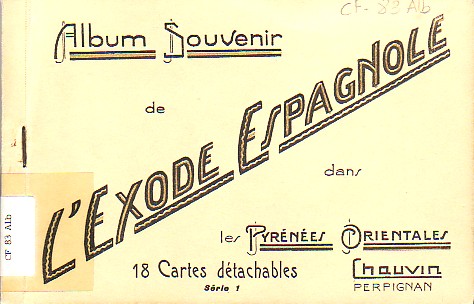 CF- 83 Alb
Album Souvenir
de
L'EXODE ESPAGNOLE
dans
les PYRÉNÉES ORIENTALES
18 Cartes détachables
Série 1
Chauvin
PERPIGNAN
CF 83 Alb